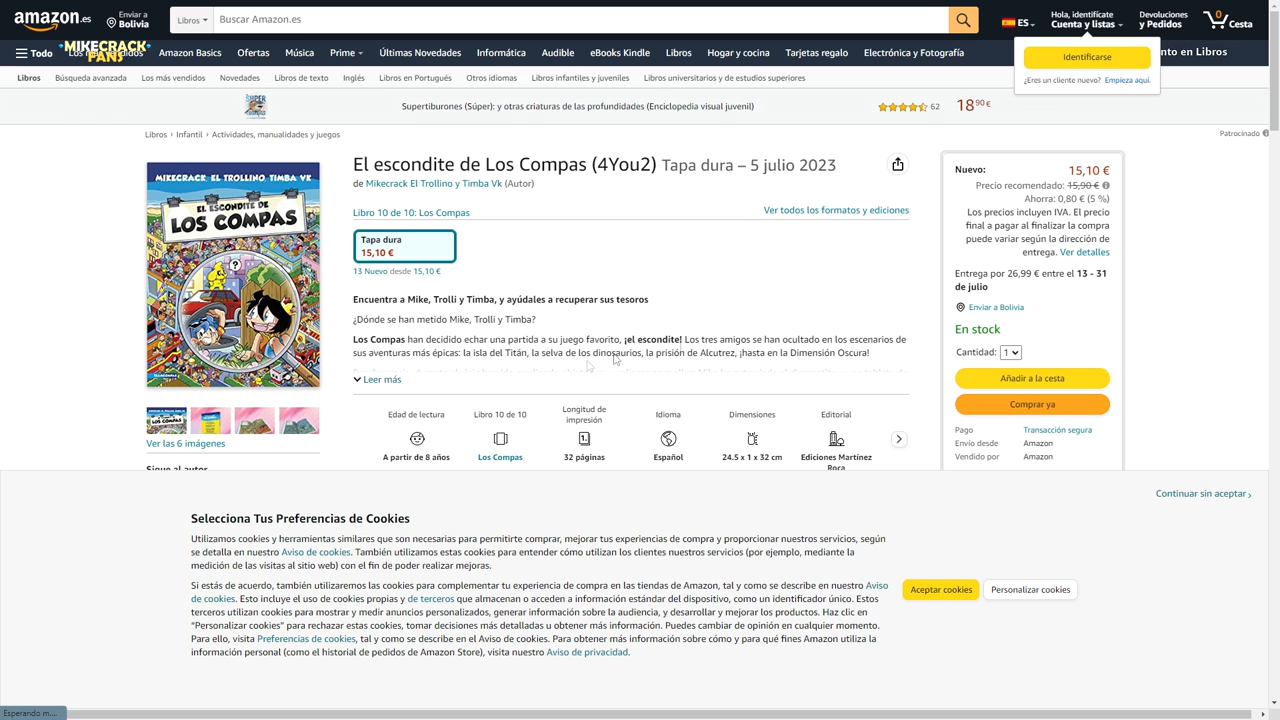 amazon.es
Enviar a
Bolivia
Libros
Buscar Amazon.es
ES
Hola, identifícate
Cuenta y listas
Devoluciones
y Pedidos
0
Cesta
Todo
MIKECRACK
FANS
Amazon Basics
Ofertas
Música
Prime
Últimas Novedades
Informática
Audible
eBooks Kindle
Libros
Hogar y cocina
Tarjetas regalo
Electrónica y Fotografía
en Libros
Identificarse
¿Eres un cliente nuevo? Empieza aquí.
Libros
Búsqueda avanzada
Los más vendidos
Novedades
Libros de texto
Inglés
Libros en Portugués
Otros idiomas
Libros infantiles y juveniles
Libros universitarios y de estudios superiores
Supertiburones (Súper): y otras criaturas de las profundidades (Enciclopedia visual juvenil)
62
18,90 €
Libros › Infantil › Actividades, manualidades y juegos
Patrocinado
MIKECRACK, EL TROLLINO Y TIMBA VK
EL ESCONDITE DE
LOS COMPAS
Ver las 6 imágenes
Sigue al autor
El escondite de Los Compas (4You2) Tapa dura – 5 julio 2023
de Mikecrack El Trollino y Timba Vk (Autor)
Libro 10 de 10: Los Compas
Ver todos los formatos y ediciones
Tapa dura
15,10 €
13 Nuevo desde 15,10 €
Encuentra a Mike, Trolli y Timba, y ayúdales a recuperar sus tesoros
¿Dónde se han metido Mike, Trolli y Timba?
Los Compas han decidido echar una partida a su juego favorito, ¡el escondite! Los tres amigos se han ocultado en los escenarios de
sus aventuras más épicas: la isla del Titán, la selva de los dinosaurios, la prisión de Alcutrez, ¡hasta en la Dimensión Oscura!
Leer más
Edad de lectura
A partir de 8 años
Libro 10 de 10
Los Compas
Longitud de
impresión
1.
32 páginas
Idioma
Español
Dimensiones
24.5 x 1 x 32 cm
Editorial
Ediciones Martínez
Roca
Nuevo: 15,10 €
Precio recomendado: 15,90 €
Ahorra: 0,80 € (5 %)
Los precios incluyen IVA. El precio
final a pagar al finalizar la compra
puede variar según la dirección de
entrega. Ver detalles
Entrega por 26,99 € entre el 13 - 31
de julio
Enviar a Bolivia
En stock
Cantidad: 1
Añadir a la cesta
Comprar ya
Pago Transacción segura
Envío desde Amazon
Vendido por Amazon
Continuar sin aceptar
Selecciona Tus Preferencias de Cookies
Utilizamos cookies y herramientas similares que son necesarias para permitirte comprar, mejorar tus experiencias de compra y proporcionar nuestros servicios, según
se detalla en nuestro Aviso de cookies. También utilizamos estas cookies para entender cómo utilizan los clientes nuestros servicios (por ejemplo, mediante la
medición de las visitas al sitio web) con el fin de poder realizar mejoras.
Si estás de acuerdo, también utilizaremos las cookies para complementar tu experiencia de compra en las tiendas de Amazon, tal y como se describe en nuestro Aviso
de cookies. Esto incluye el uso de cookies propias y de terceros que almacenan o acceden a información estándar del dispositivo, como un identificador único. Estos
terceros utilizan cookies para mostrar y medir anuncios personalizados, generar información sobre la audiencia, y desarrollar y mejorar los productos. Haz clic en
“Personalizar cookies” para rechazar estas cookies, tomar decisiones más detalladas u obtener más información. Puedes cambiar de opinión en cualquier momento.
Para ello, visita Preferencias de cookies, tal y como se describe en el Aviso de cookies. Para obtener más información sobre cómo y para qué fines Amazon utiliza la
información personal (como el historial de pedidos de Amazon Store), visita nuestro Aviso de privacidad.
Aceptar cookies
Personalizar cookies
Esperando m....